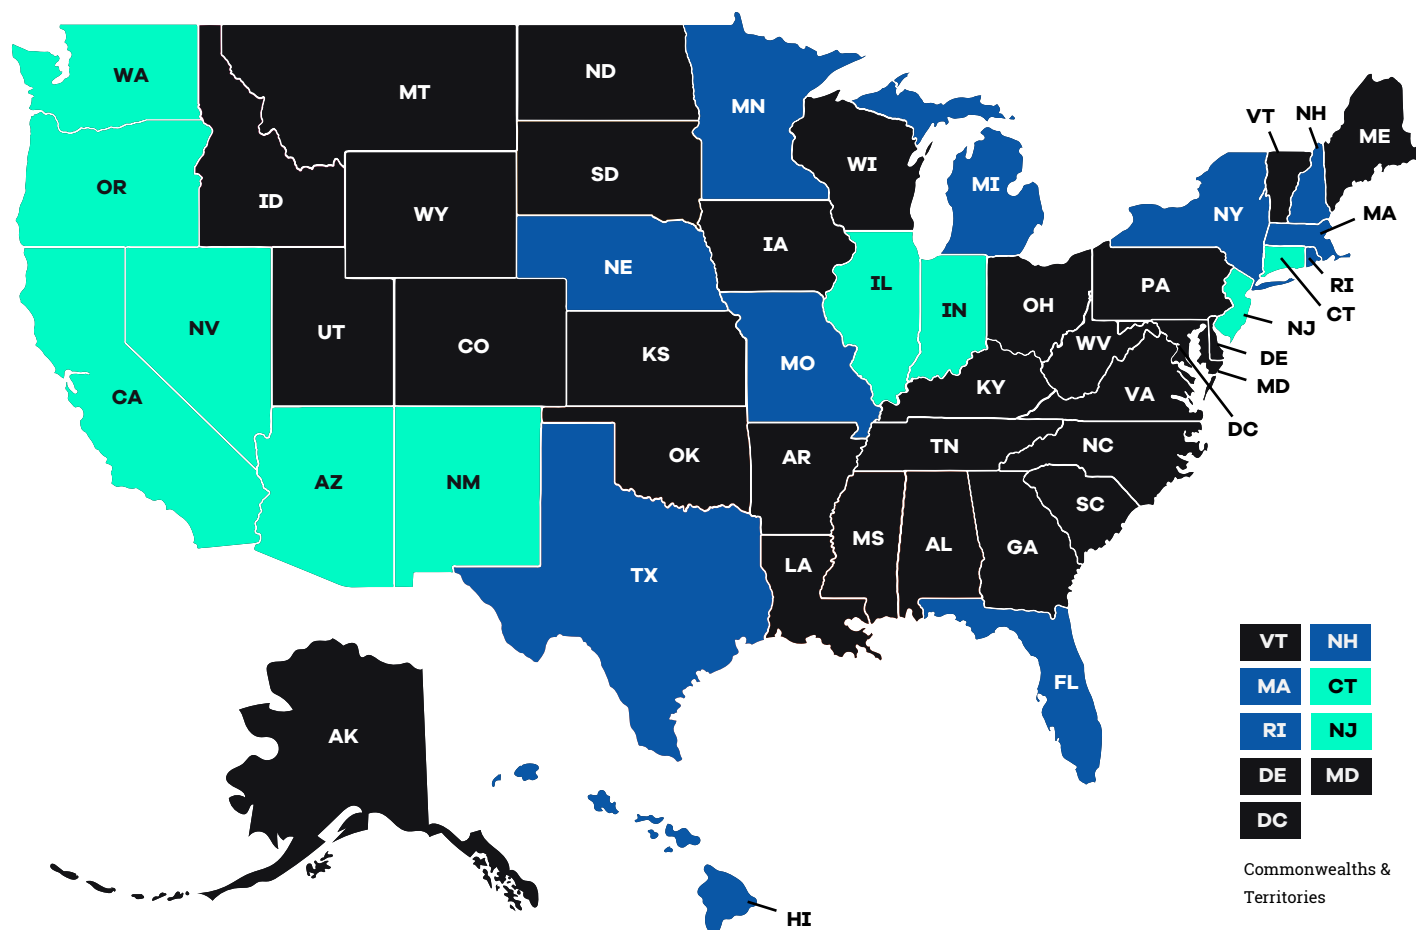 WA
MT
ND
MN
VT
NH
ME
OR
ID
WY
SD
WI
MI
NY
MA
IA
NE
IL
IN
OH
PA
RI
CT
NV
UT
CO
KS
MO
WV
NJ
DE
MD
CA
KY
VA
DC
AZ
NM
OK
AR
TN
NC
SC
TX
LA
MS
AL
GA
FL
AK
HI
VT NH
MA CT
RI NJ
DE MD
DC
Commonwealths &
Territories